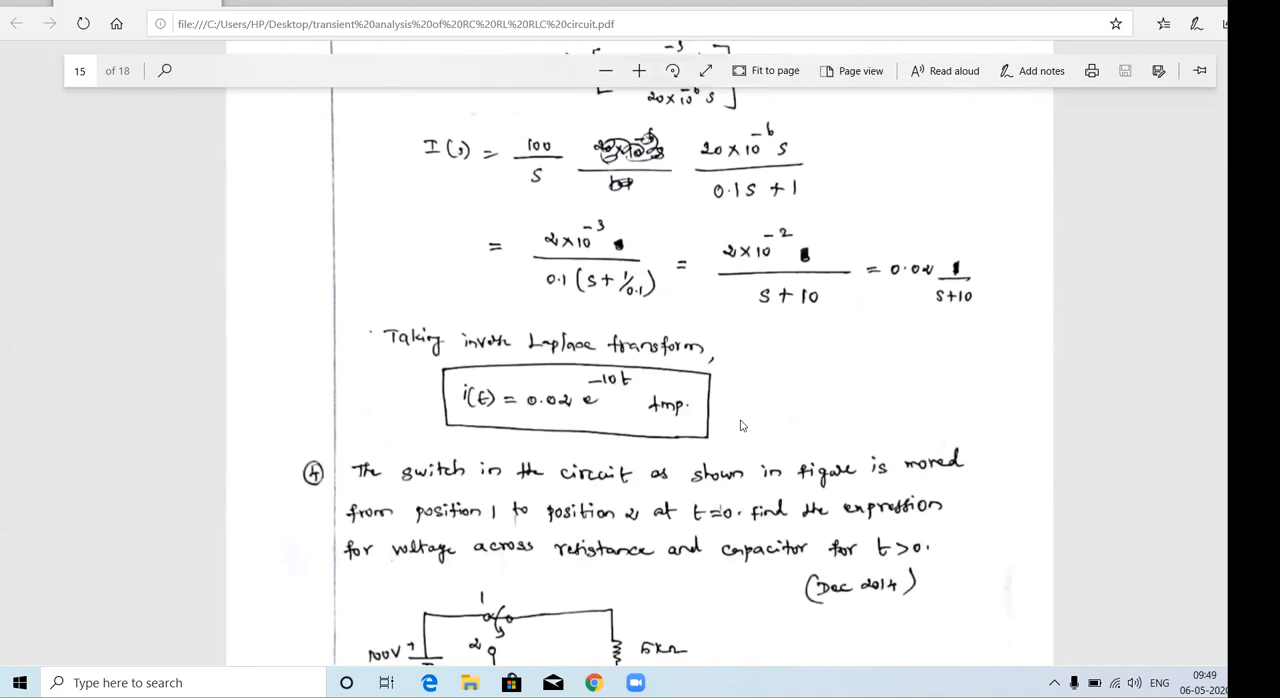 file:///C:/Users/HP/Desktop/transient%20analysis%20of%20RC%20RL%20RLC%20circuit.pdf
15 of 18
Fit to page Page view Read aloud Add notes
20×10⁻⁶ S
I(s) = 100/S 20×10⁻⁶ S / 0.1S + 1
= 2×10⁻³ / 0.1(S + 1/0.1) = 2×10⁻² / S + 10 = 0.02 1/S+10
Taking inverse Laplace transform,
i(t) = 0.02 e⁻¹⁰ᵗ Amp.
4 The switch in the circuit as shown in figure is moved
from position 1 to position 2 at t=0. find the expression
for voltage across resistance and capacitor for t>0.
(Dec 2014)
1
2
100V + 5KΩ
Type here to search
ENG
09:49
06-05-2020